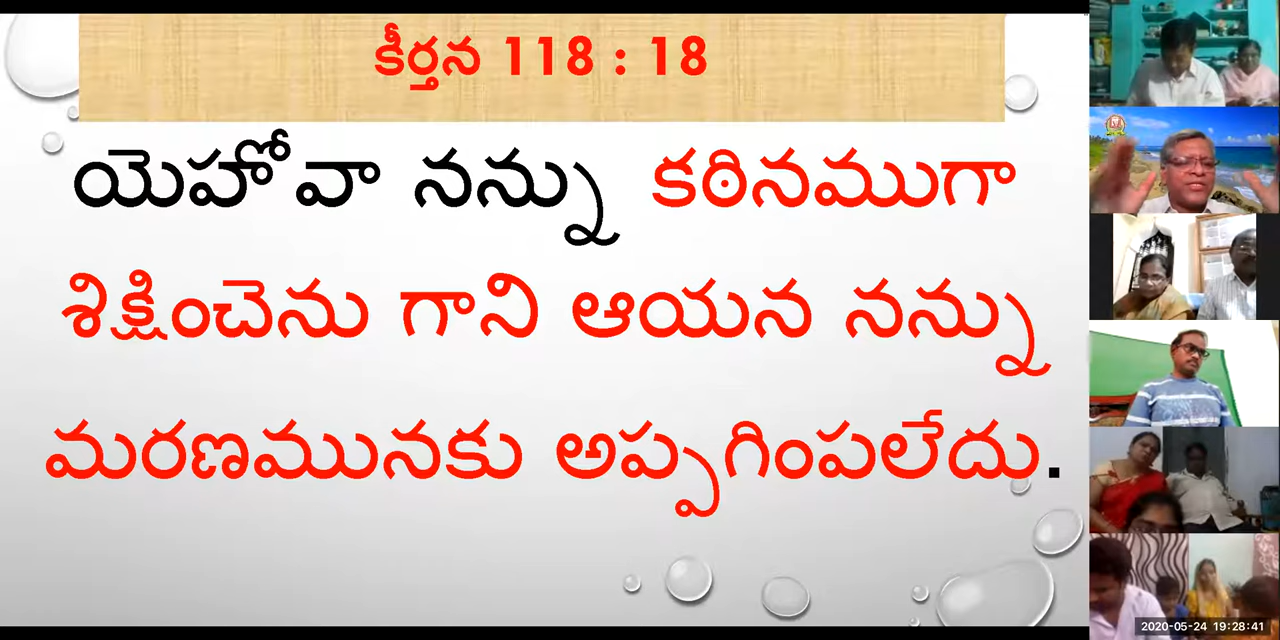 కీర్తన 118 : 18
యెహోవా నన్ను కఠినముగా
శిక్షించెను గాని ఆయన నన్ను
మరణమునకు అప్పగింపలేదు.
2020-05-24 19:28:41